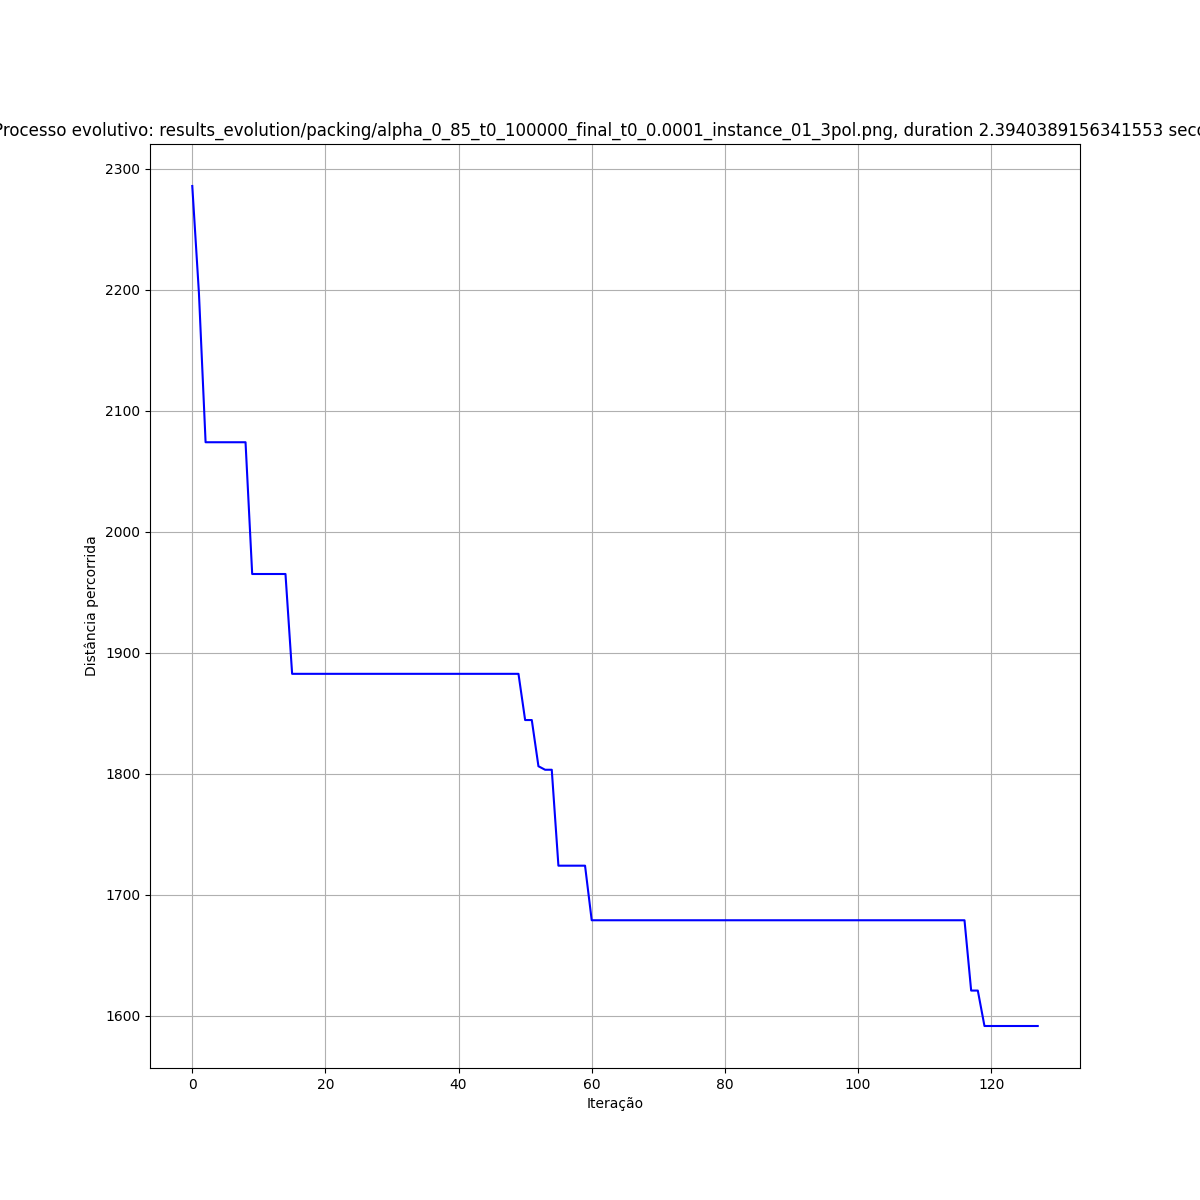 Processo evolutivo: results_evolution/packing/alpha_0_85_t0_100000_final_t0_0.0001_instance_01_3pol.png, duration 2.3940389156341553
2300
2200
2100
2000
1900
1800
1700
1600
Distância percorrida
0 20 40 60 80 100 120
Iteração